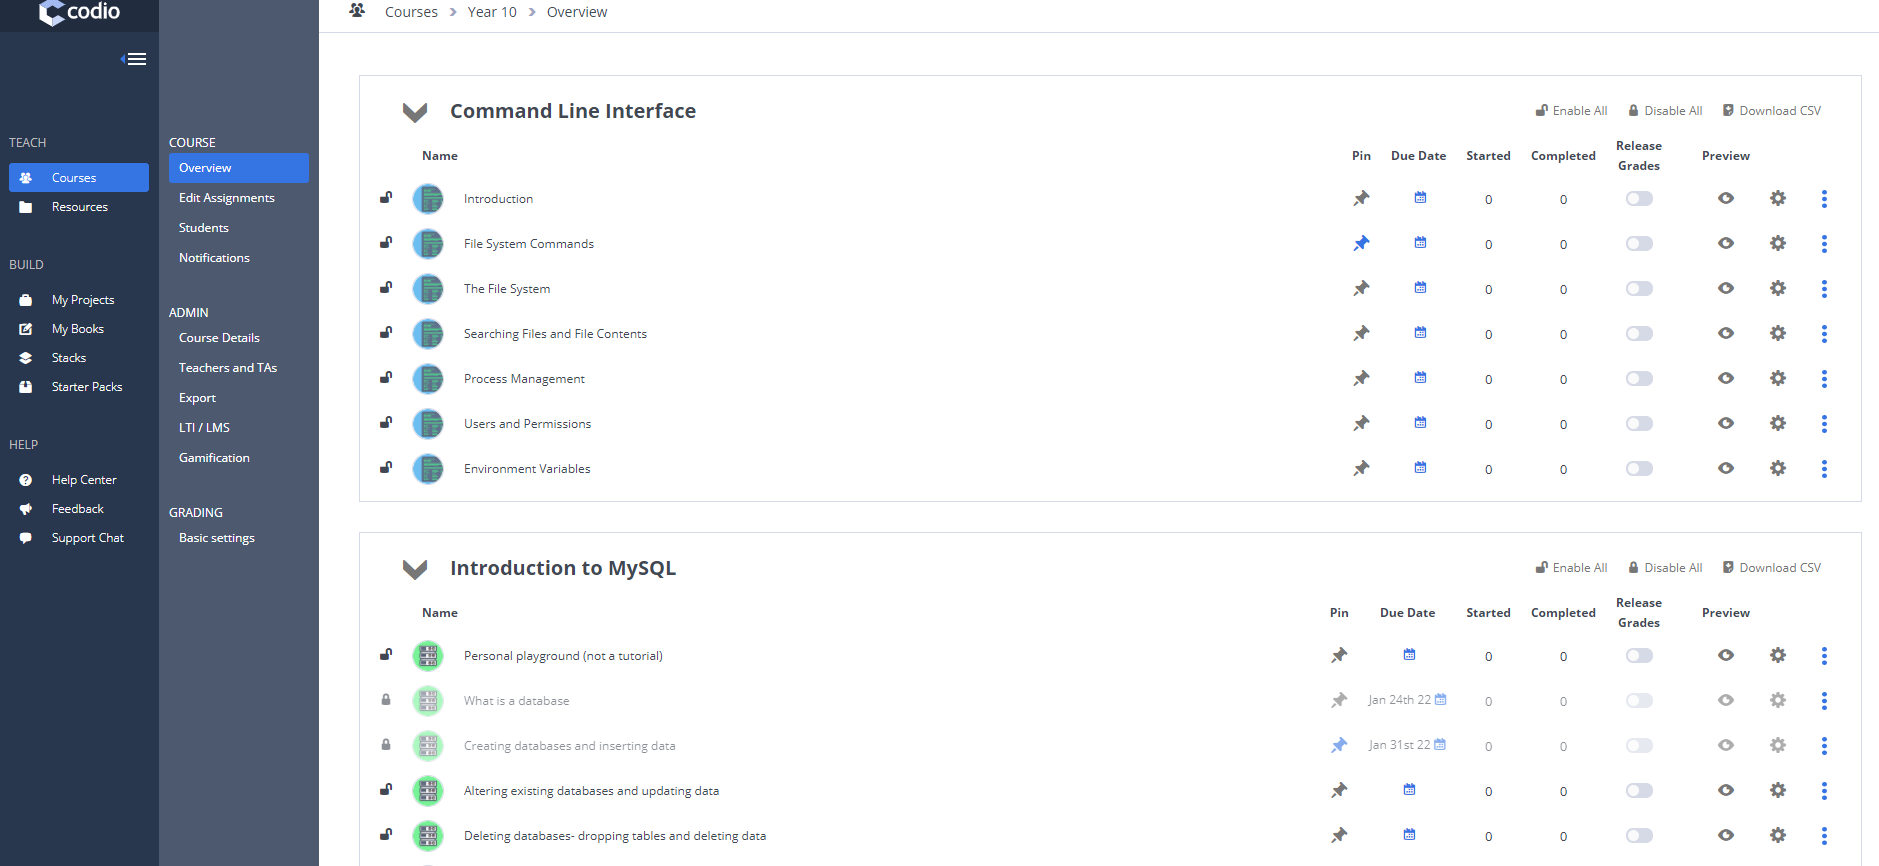 codio
Courses Year 10 Overview
TEACH
Courses
Resources
BUILD
My Projects
My Books
Stacks
Starter Packs
HELP
Help Center
Feedback
Support Chat
COURSE
Overview
Edit Assignments
Students
Notifications
ADMIN
Course Details
Teachers and TAs
Export
LTI / LMS
Gamification
GRADING
Basic settings
Command Line Interface Enable All Disable All Download CSV
Name Pin Due Date Started Completed Release Grades Preview
Introduction 0 0
File System Commands 0 0
The File System 0 0
Searching Files and File Contents 0 0
Process Management 0 0
Users and Permissions 0 0
Environment Variables 0 0
Introduction to MySQL Enable All Disable All Download CSV
Name Pin Due Date Started Completed Release Grades Preview
Personal playground (not a tutorial) 0 0
What is a database Jan 24th 22 0 0
Creating databases and inserting data Jan 31st 22 0 0
Altering existing databases and updating data 0 0
Deleting databases- dropping tables and deleting data 0 0